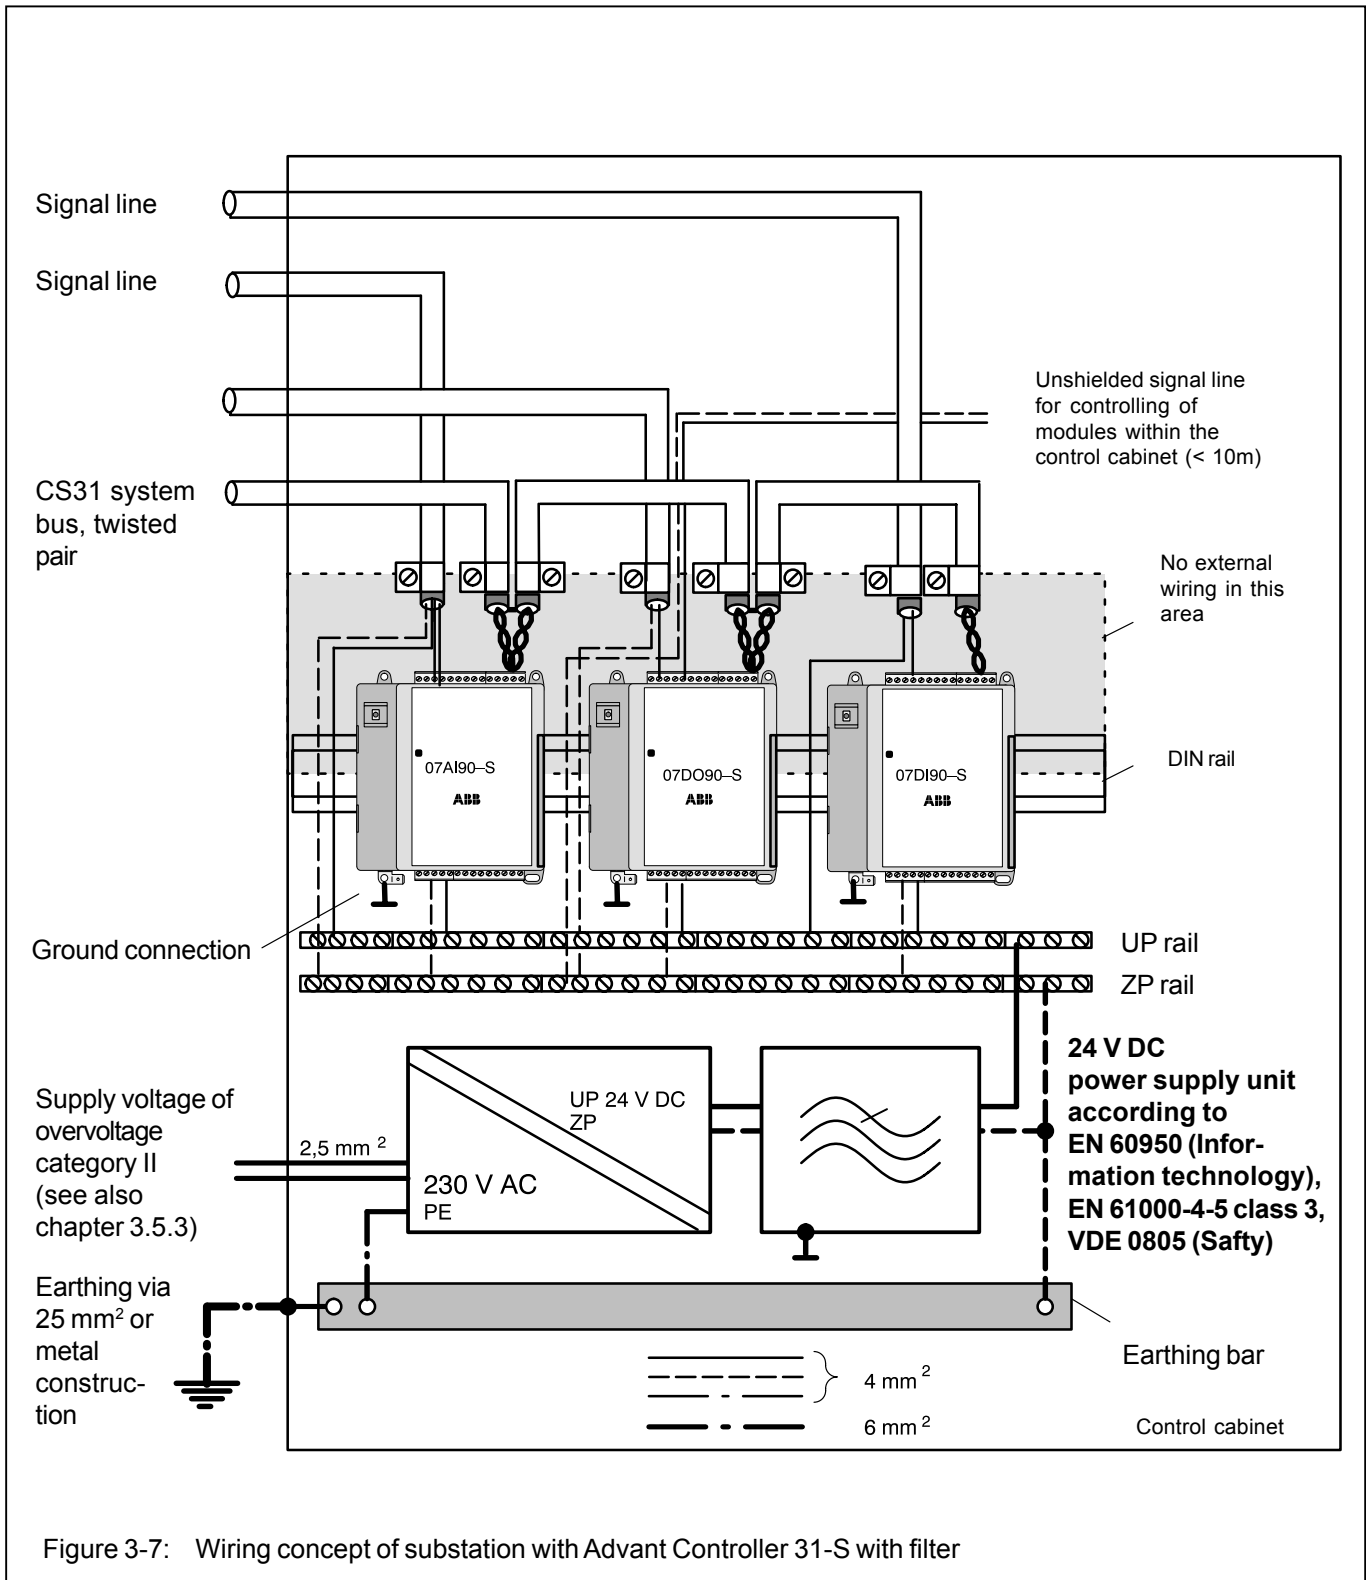 Signal line
Signal line
Unshielded signal line
for controlling of
modules within the
control cabinet (< 10m)
CS31 system
bus, twisted
pair
No external
wiring in this
area
DIN rail
07AI90–S
ABB
07DO90–S
ABB
07DI90–S
ABB
Ground connection
UP rail
ZP rail
24 V DC
power supply unit
according to
EN 60950 (Infor-
mation technology),
EN 61000-4-5 class 3,
VDE 0805 (Safty)
Supply voltage of
overvoltage
category II
(see also
chapter 3.5.3)
2,5 mm ²
UP 24 V DC
ZP
230 V AC
PE
Earthing via
25 mm² or
metal
construc-
tion
Earthing bar
4 mm ²
6 mm ²
Control cabinet
Figure 3-7: Wiring concept of substation with Advant Controller 31-S with filter